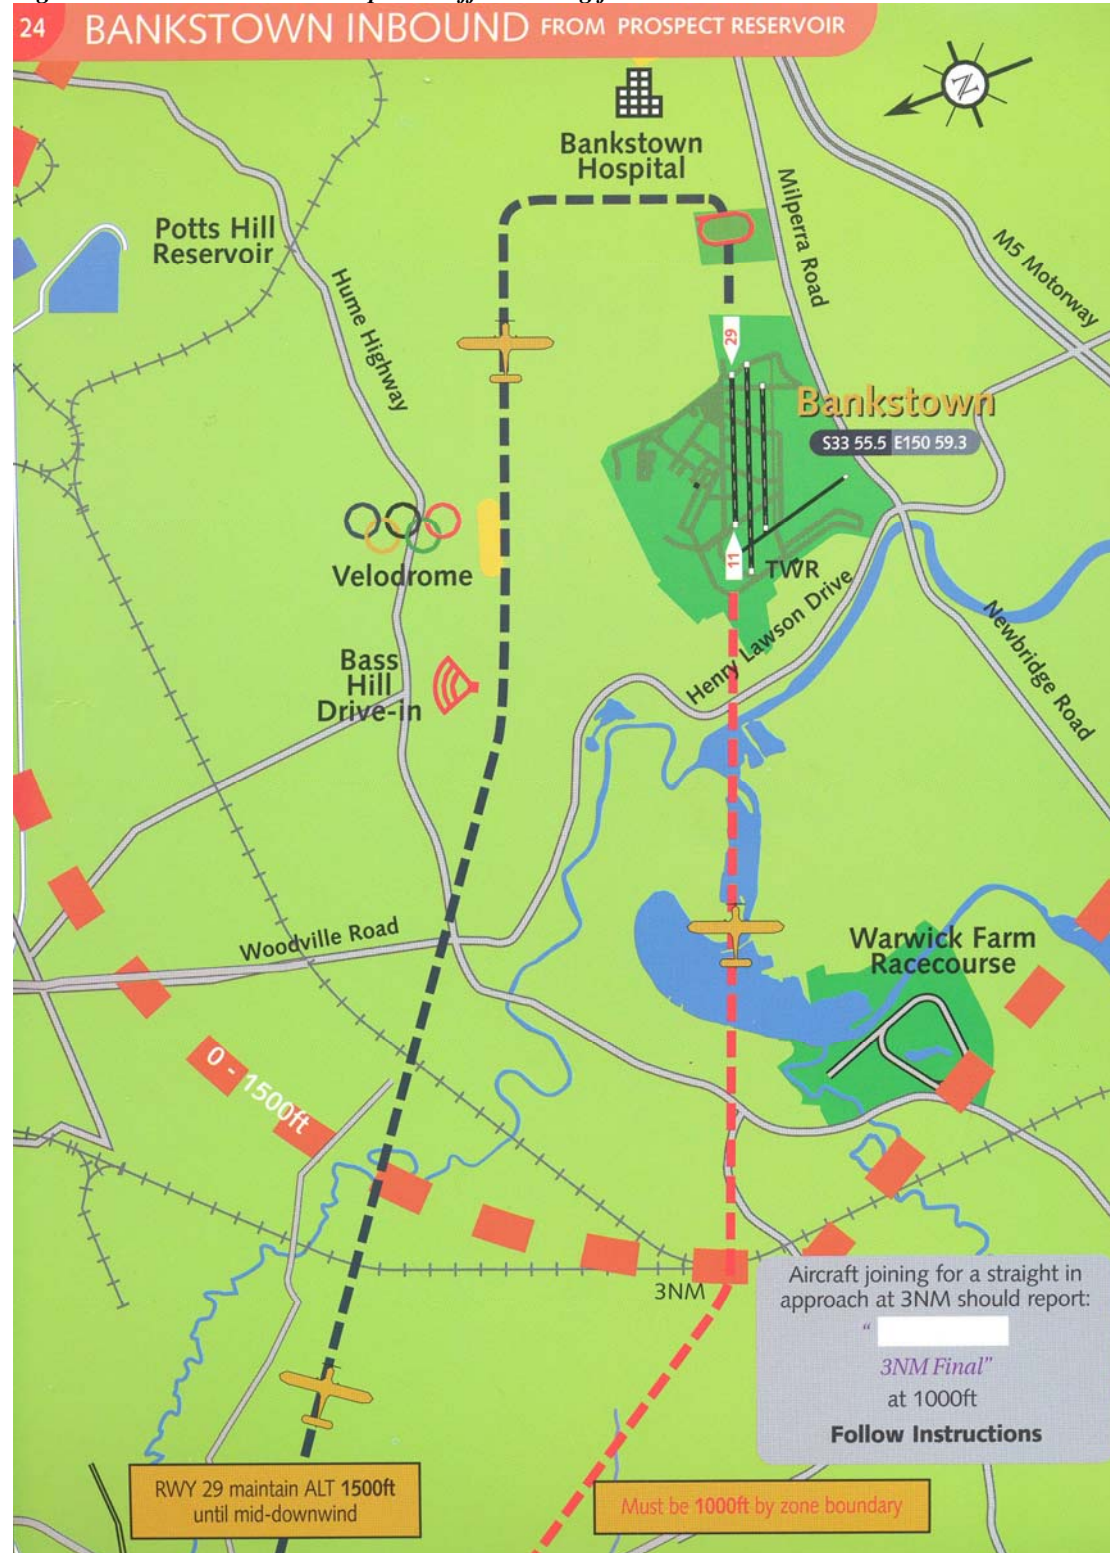 24
BANKSTOWN INBOUND FROM PROSPECT RESERVOIR
N
Bankstown
Hospital
Milperra Road
M5 Motorway
Potts Hill
Reservoir
Hume Highway
29
Bankstown
S33 55.5 E150 59.3
Velodrome
11
TWR
Henry Lawson Drive
Newbridge Road
Bass
Hill
Drive-in
Woodville Road
Warwick Farm
Racecourse
0 - 1500ft
3NM
Aircraft joining for a straight in
approach at 3NM should report:
“
3NM Final”
at 1000ft
Follow Instructions
RWY 29 maintain ALT 1500ft
until mid-downwind
Must be 1000ft by zone boundary